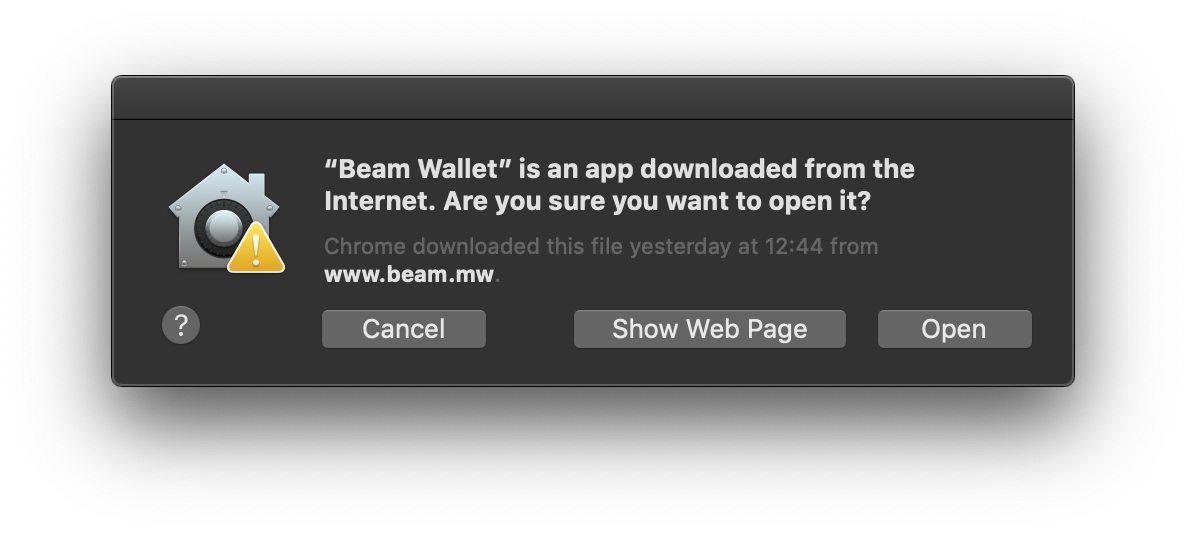 “Beam Wallet” is an app downloaded from the
Internet. Are you sure you want to open it?
Chrome downloaded this file yesterday at 12:44 from
www.beam.mw.
?
Cancel
Show Web Page
Open